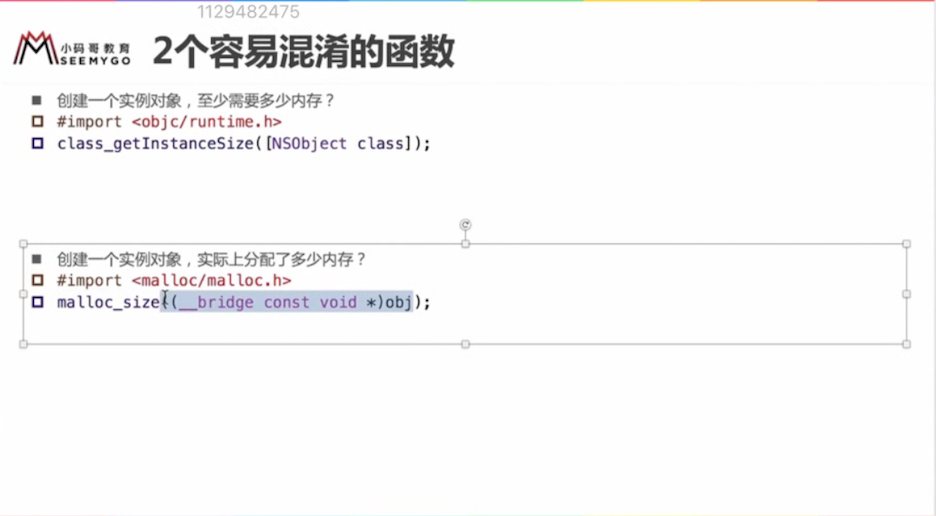 1129482475
小码哥教育
SEEMYGO
2个容易混淆的函数
创建一个实例对象，至少需要多少内存？
#import <objc/runtime.h>
class_getInstanceSize([NSObject class]);
创建一个实例对象，实际上分配了多少内存？
#import <malloc/malloc.h>
malloc_size((__bridge const void *)obj);